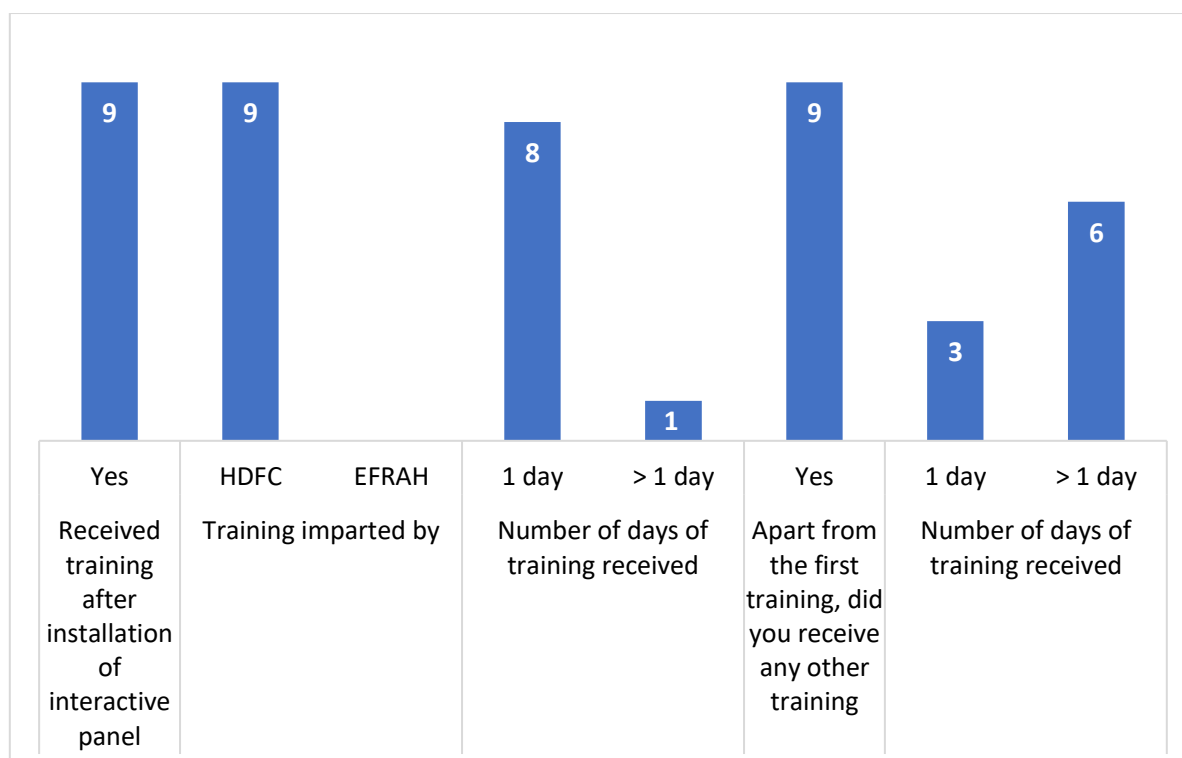 9
9
8
1
9
3
6
Yes
HDFC
EFRAH
1 day
> 1 day
Yes
1 day
> 1 day
Received
training
after
installation
of
interactive
panel
Training imparted by
Number of days of
training received
Apart from
the first
training, did
you receive
any other
training
Number of days of
training received